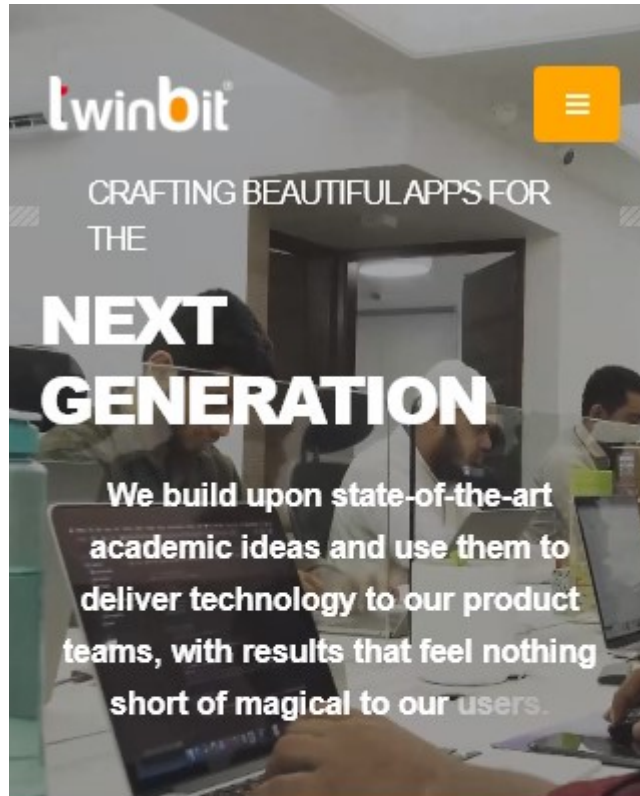 twinbit
CRAFTING BEAUTIFUL APPS FOR
THE
NEXT
GENERATION
We build upon state-of-the-art
academic ideas and use them to
deliver technology to our product
teams, with results that feel nothing
short of magical to our users.